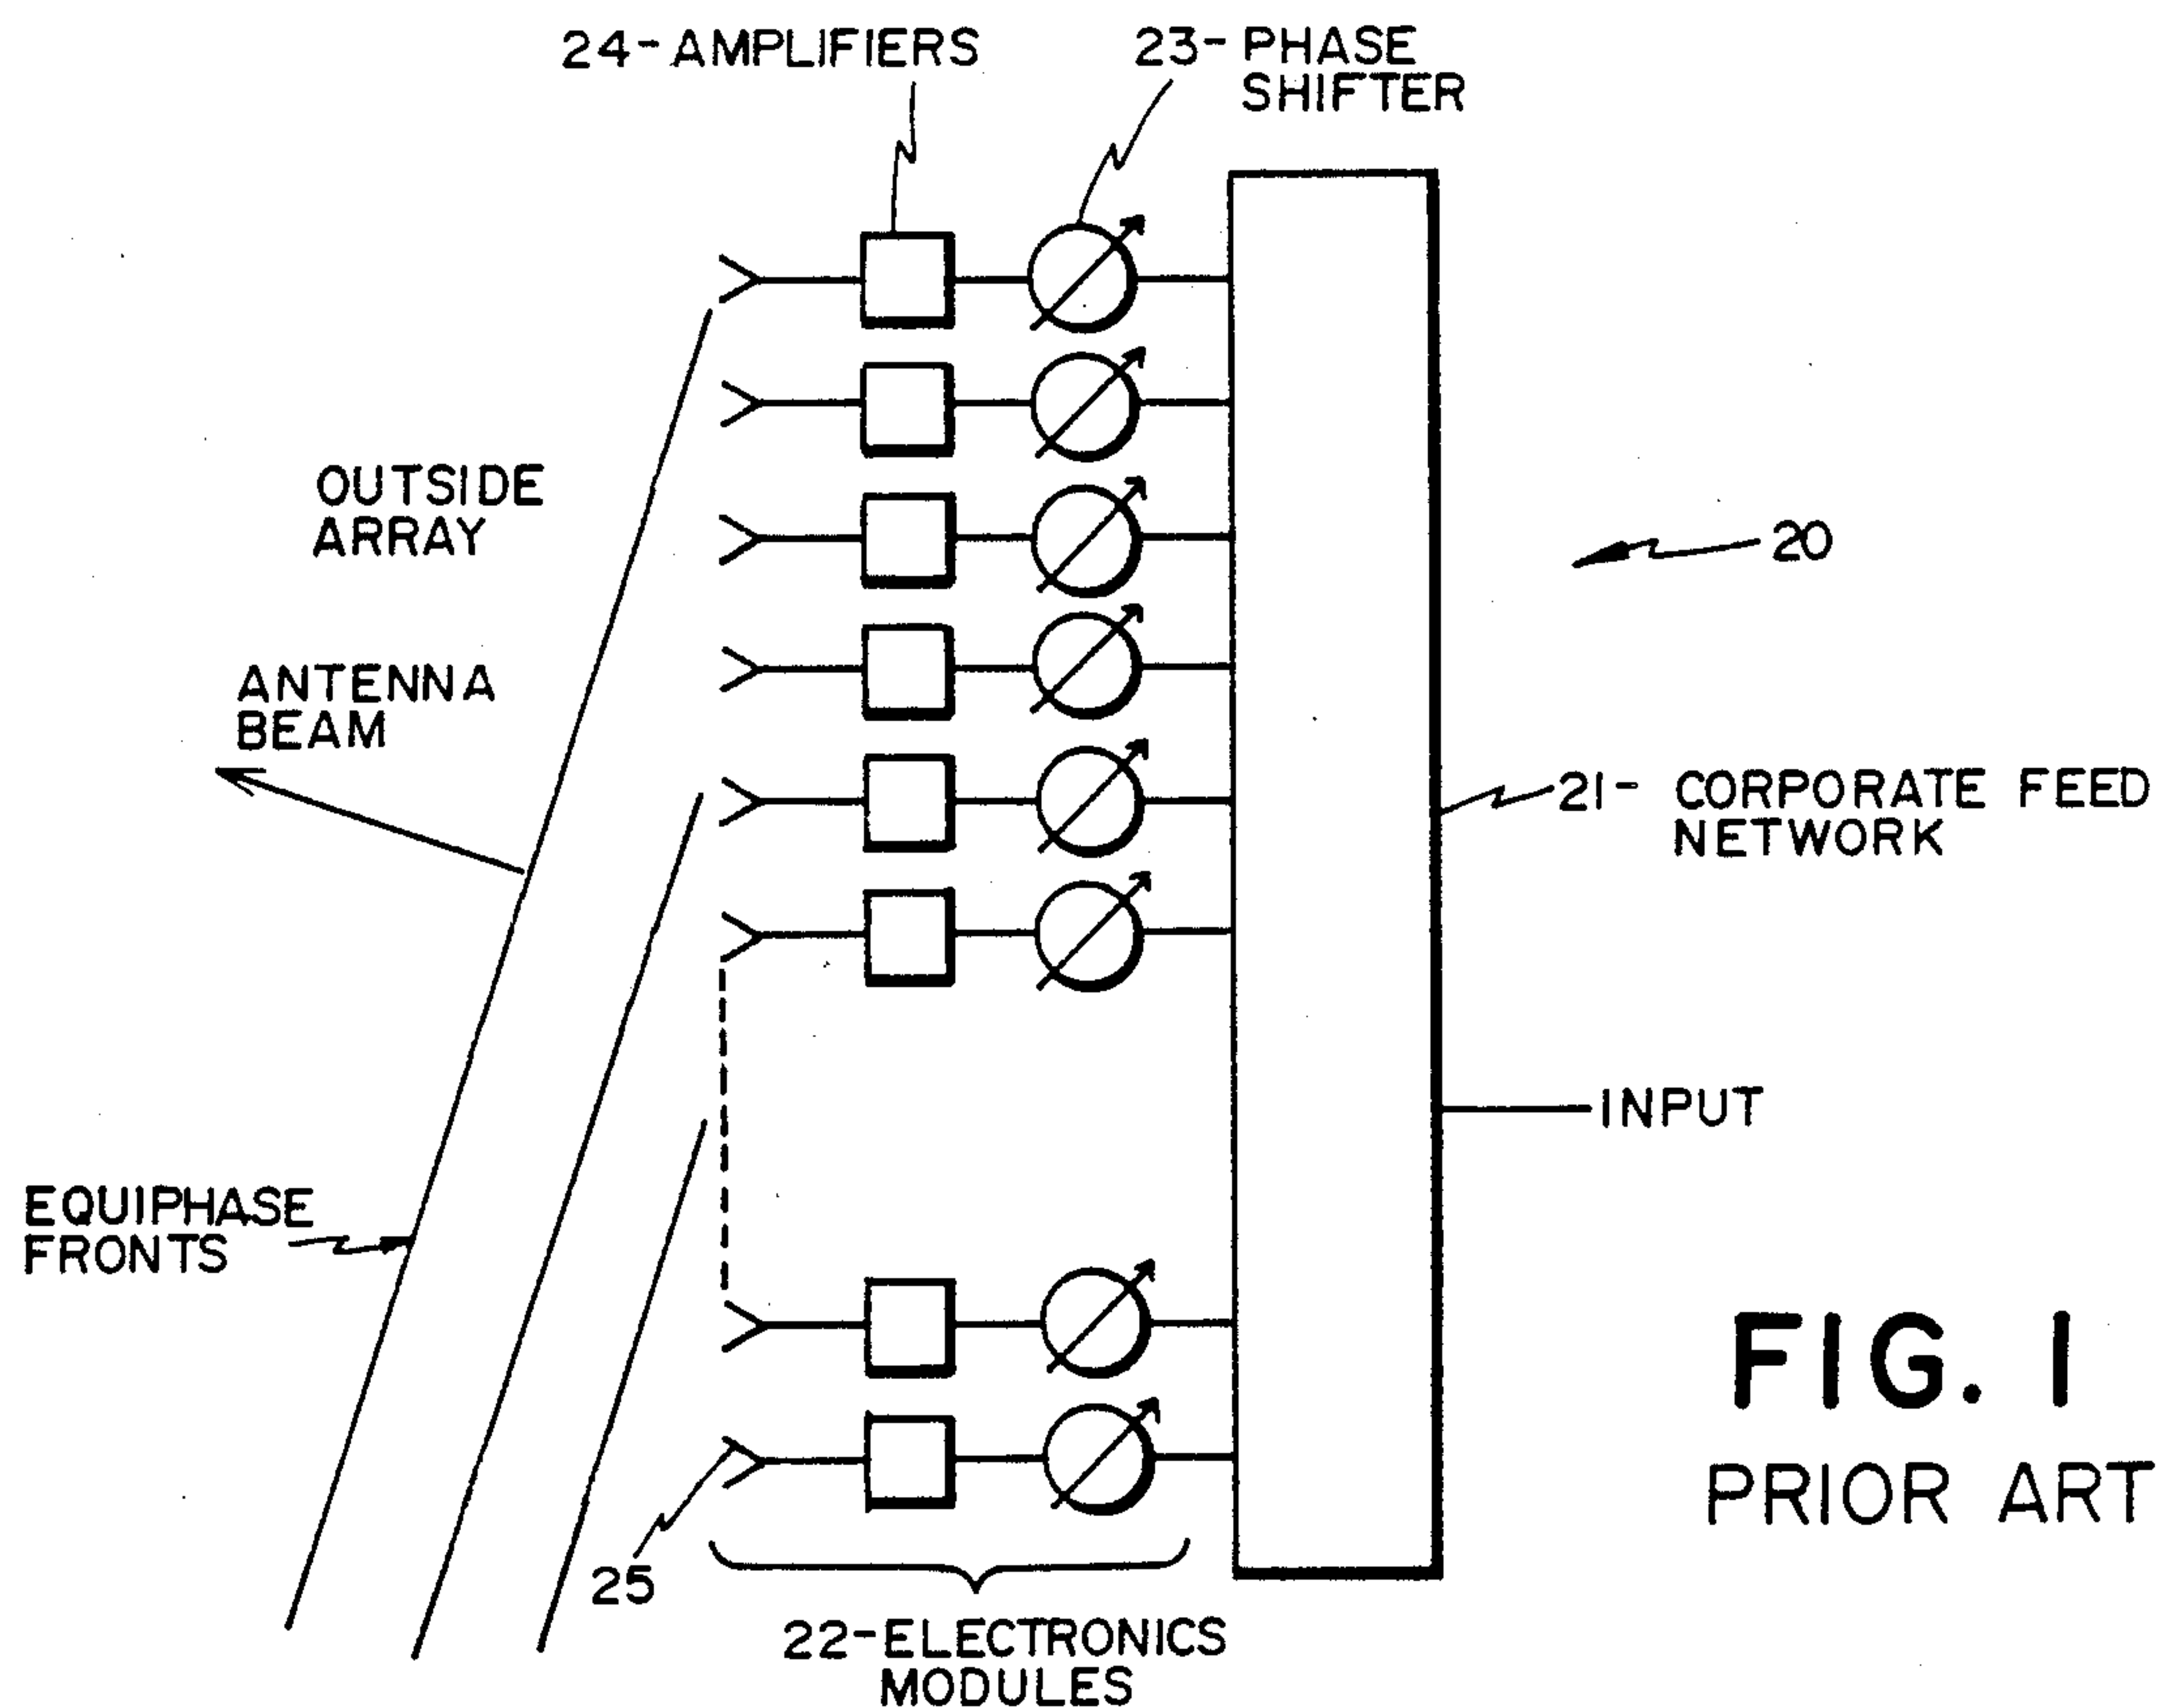 24-AMPLIFIERS
23-PHASE
SHIFTER
OUTSIDE
ARRAY
20
ANTENNA
BEAM
21- CORPORATE FEED
NETWORK
INPUT
EQUIPHASE
FRONTS
25
22-ELECTRONICS
MODULES
FIG. 1
PRIOR ART